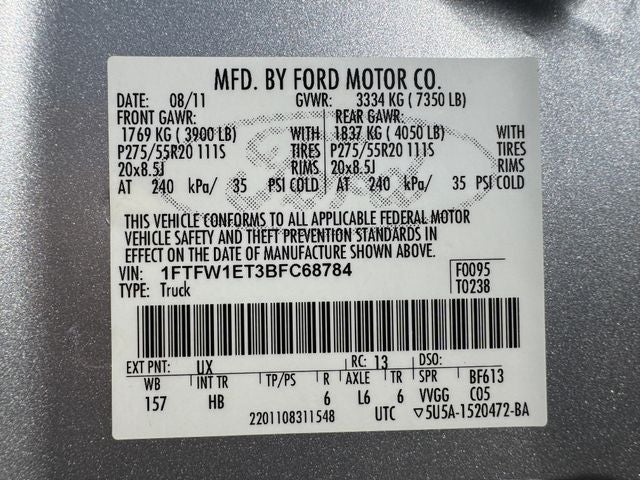 MFD. BY FORD MOTOR CO.
DATE: 08/11 GVWR: 3334 KG ( 7350 LB)
FRONT GAWR: REAR GAWR:
1769 KG ( 3900 LB) WITH 1837 KG ( 4050 LB) WITH
P275/55R20 111S TIRES P275/55R20 111S TIRES
20x8.5J RIMS 20x8.5J RIMS
AT 240 kPa/ 35 PSI COLD AT 240 kPa/ 35 PSI COLD
Ford
THIS VEHICLE CONFORMS TO ALL APPLICABLE FEDERAL MOTOR
VEHICLE SAFETY AND THEFT PREVENTION STANDARDS IN
EFFECT ON THE DATE OF MANUFACTURE SHOWN ABOVE.
VIN: 1FTFW1ET3BFC68784 F0095
TYPE: Truck T0238
EXT PNT: UX RC: 13 DSO:
WB INT TR TP/PS R AXLE TR SPR BF613
157 HB 6 L6 6 VVGG C05
2201108311548 UTC ▽5U5A-1520472-BA